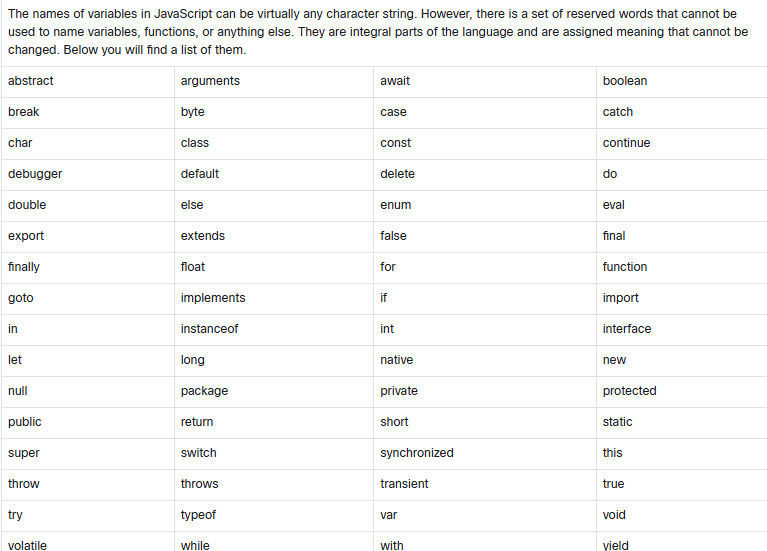 The names of variables in JavaScript can be virtually any character string. However, there is a set of reserved words that cannot be
used to name variables, functions, or anything else. They are integral parts of the language and are assigned meaning that cannot be
changed. Below you will find a list of them.
abstract arguments await boolean
break byte case catch
char class const continue
debugger default delete do
double else enum eval
export extends false final
finally float for function
goto implements if import
in instanceof int interface
let long native new
null package private protected
public return short static
super switch synchronized this
throw throws transient true
try typeof var void
volatile while with yield